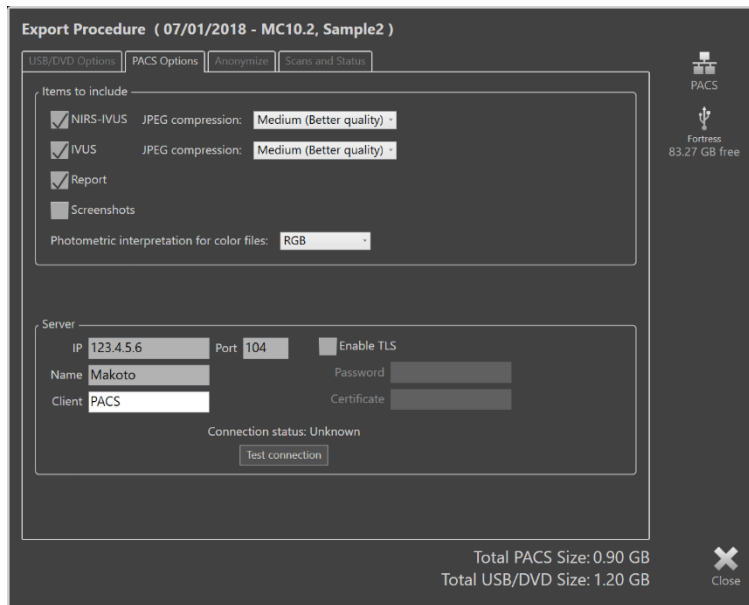 Export Procedure ( 07/01/2018 - MC10.2, Sample2 )
USB/DVD Options PACS Options Anonymize Scans and Status
Items to include
NIRS-IVUS JPEG compression: Medium (Better quality)
IVUS JPEG compression: Medium (Better quality)
Report
Screenshots
Photometric interpretation for color files: RGB
Server
IP 123.4.5.6 Port 104 Enable TLS
Name Makoto Password
Client PACS Certificate
Connection status: Unknown
Test connection
PACS
Fortress
83.27 GB free
Total PACS Size: 0.90 GB
Total USB/DVD Size: 1.20 GB
Close